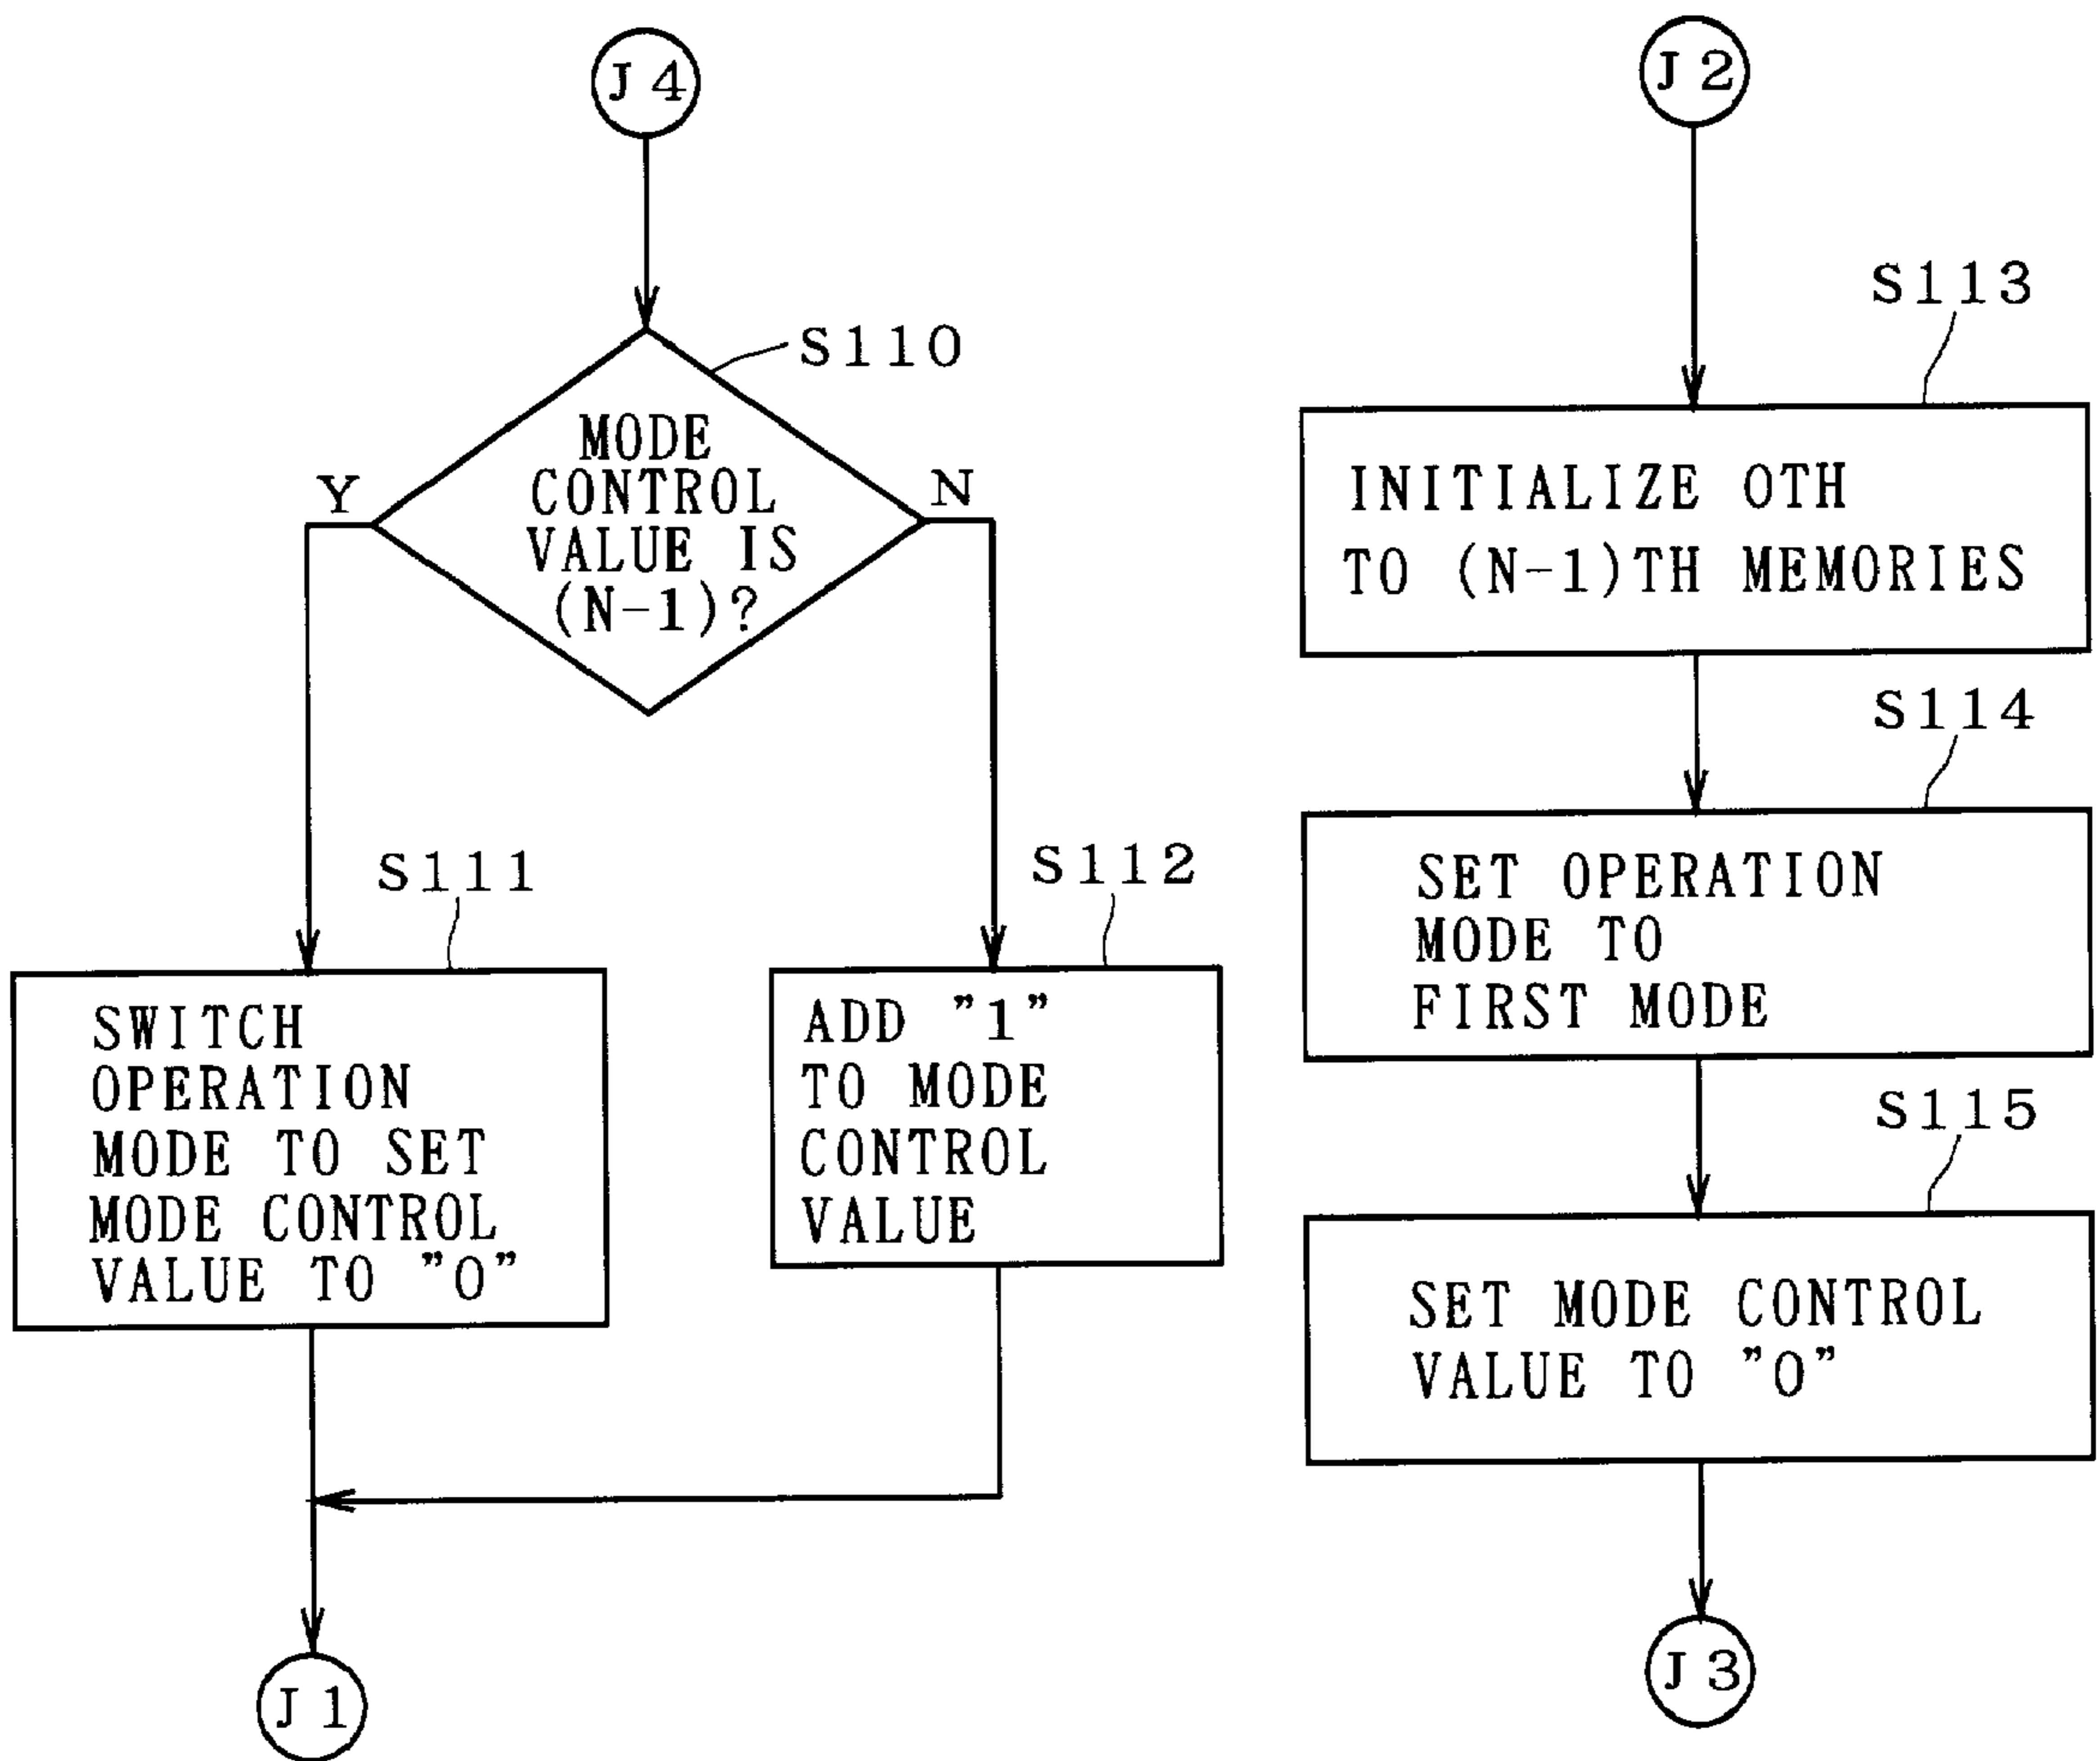 J4
S110
MODE
CONTROL
VALUE IS
(N-1)?
Y
N
S111
SWITCH
OPERATION
MODE TO SET
MODE CONTROL
VALUE TO "0"
S112
ADD "1"
TO MODE
CONTROL
VALUE
J1
J2
S113
INITIALIZE 0TH
TO (N-1)TH MEMORIES
S114
SET OPERATION
MODE TO
FIRST MODE
S115
SET MODE CONTROL
VALUE TO "0"
J3